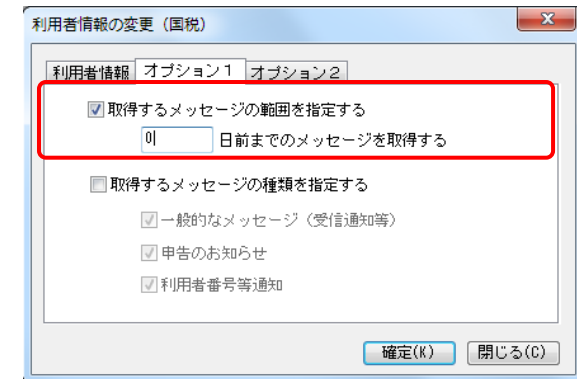 利用者情報の変更（国税）
利用者情報 オプション１ オプション２
取得するメッセージの範囲を指定する
0 日前までのメッセージを取得する
取得するメッセージの種類を指定する
一般的なメッセージ（受信通知等）
申告のお知らせ
利用者番号等通知
確定(K) 閉じる(C)